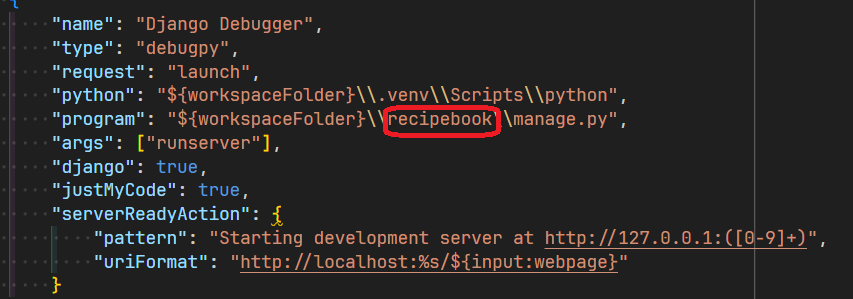 {
"name": "Django Debugger",
"type": "debugpy",
"request": "launch",
"python": "${workspaceFolder}\\.venv\\Scripts\\python",
"program": "${workspaceFolder}\\recipebook\\manage.py",
"args": ["runserver"],
"django": true,
"justMyCode": true,
"serverReadyAction": {
"pattern": "Starting development server at http://127.0.0.1:([0-9]+)",
"uriFormat": "http://localhost:%s/${input:webpage}"
}